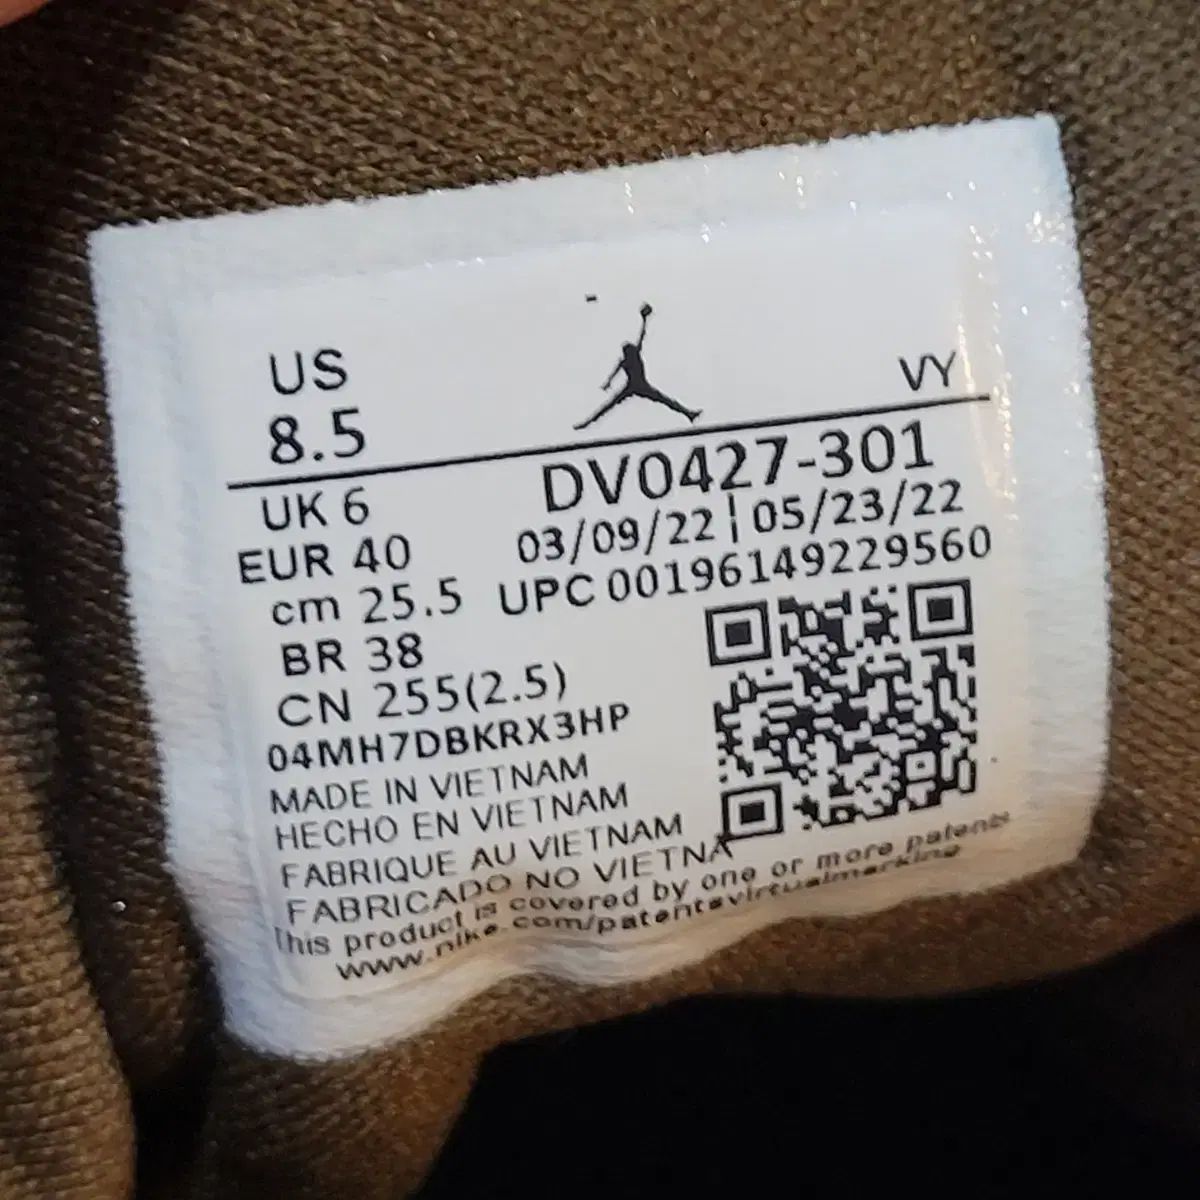 US
8.5
VY
UK 6
DV0427-301
EUR 40
03/09/22 | 05/23/22
cm 25.5
UPC 00196149229560
BR 38
CN 255(2.5)
04MH7DBKRX3HP
MADE IN VIETNAM
HECHO EN VIETNAM
FABRIQUE AU VIETNAM
FABRICADO NO VIETNA
This product is covered by one or more patents
www.nike.com/patentsvirtualmarking